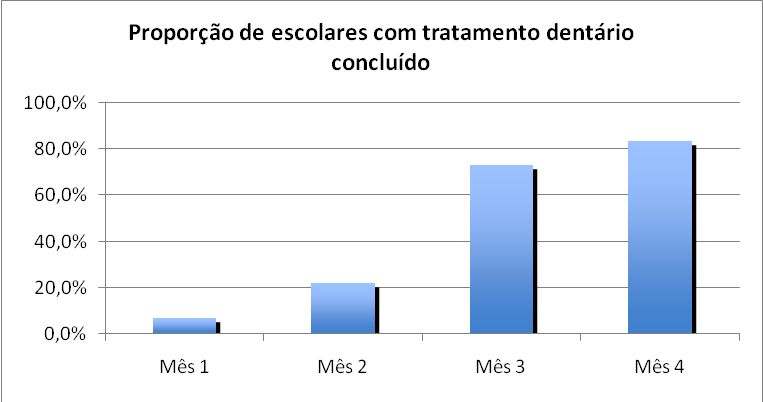 Proporção de escolares com tratamento dentário
concluído
100,0%
80,0%
60,0%
40,0%
20,0%
0,0%
Mês 1
Mês 2
Mês 3
Mês 4